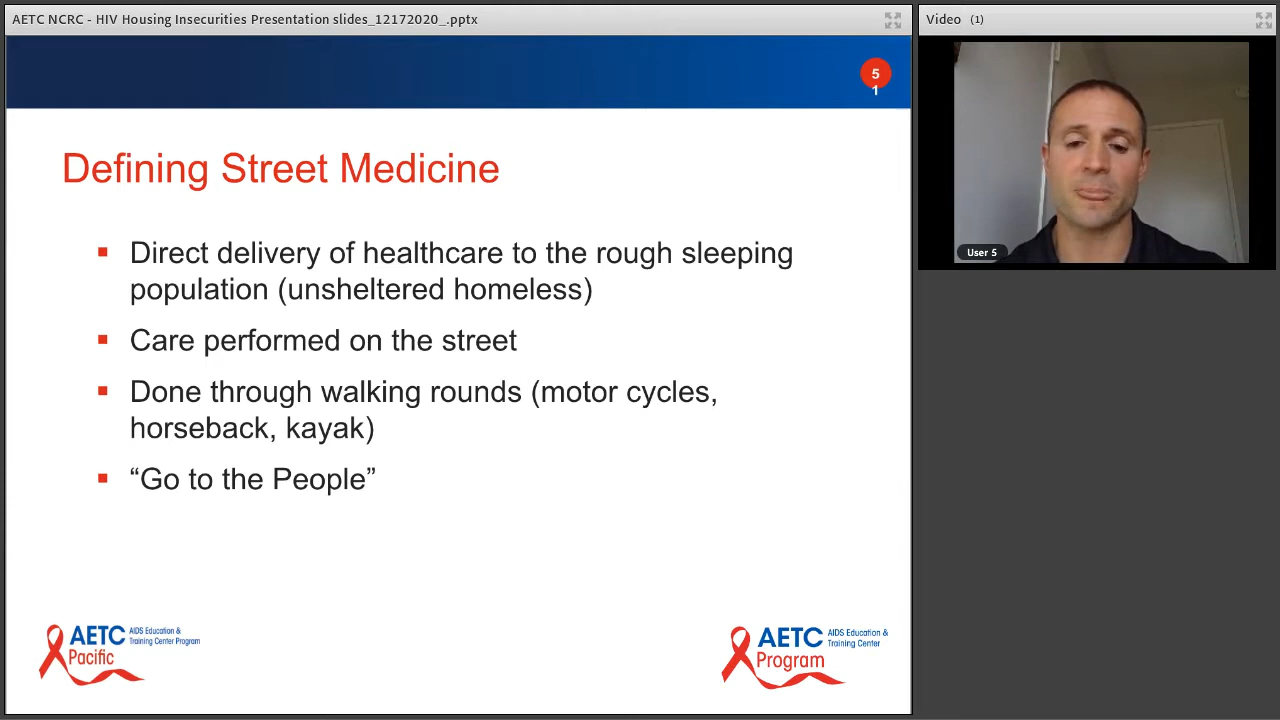 AETC NCRC - HIV Housing Insecurities Presentation slides_12172020_.pptx
Video (1)
5
1
Defining Street Medicine
Direct delivery of healthcare to the rough sleeping
population (unsheltered homeless)
Care performed on the street
Done through walking rounds (motor cycles,
horseback, kayak)
“Go to the People”
User 5
AETC AIDS Education &
Training Center Program
Pacific
AETC AIDS Education &
Training Center
Program